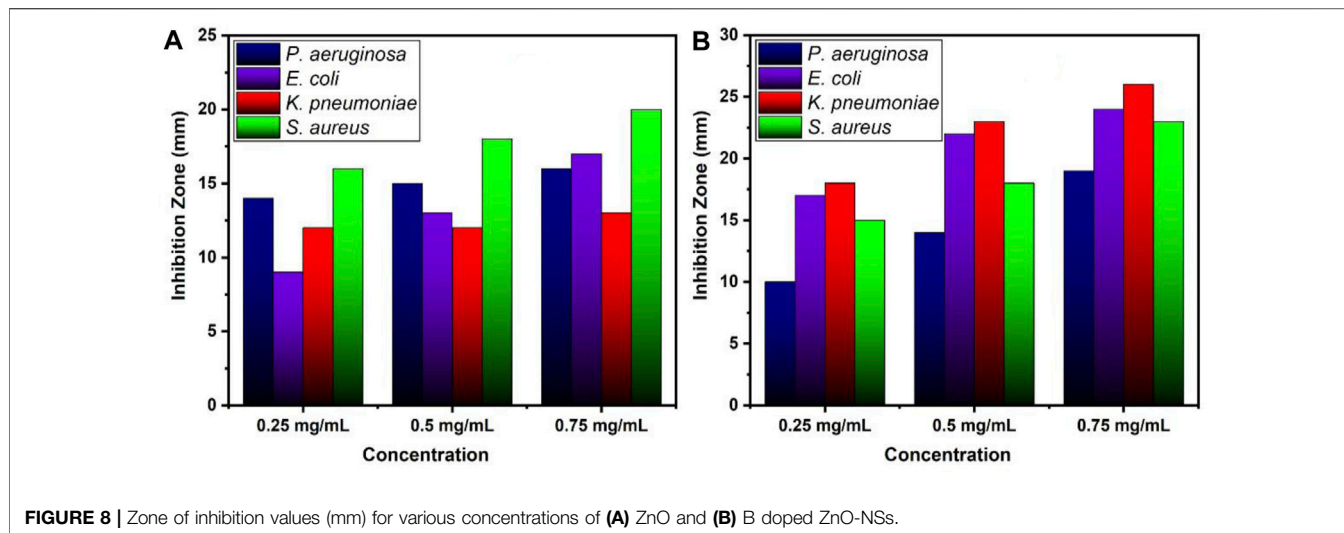 A
25
20
15
10
5
0
Inhibition Zone (mm)
P. aeruginosa
E. coli
K. pneumoniae
S. aureus
0.25 mg/mL
0.5 mg/mL
0.75 mg/mL
Concentration
B
30
25
20
15
10
5
0
Inhibition Zone (mm)
P. aeruginosa
E. coli
K. pneumoniae
S. aureus
0.25 mg/mL
0.5 mg/mL
0.75 mg/mL
Concentration
FIGURE 8 | Zone of inhibition values (mm) for various concentrations of (A) ZnO and (B) B doped ZnO-NSs.